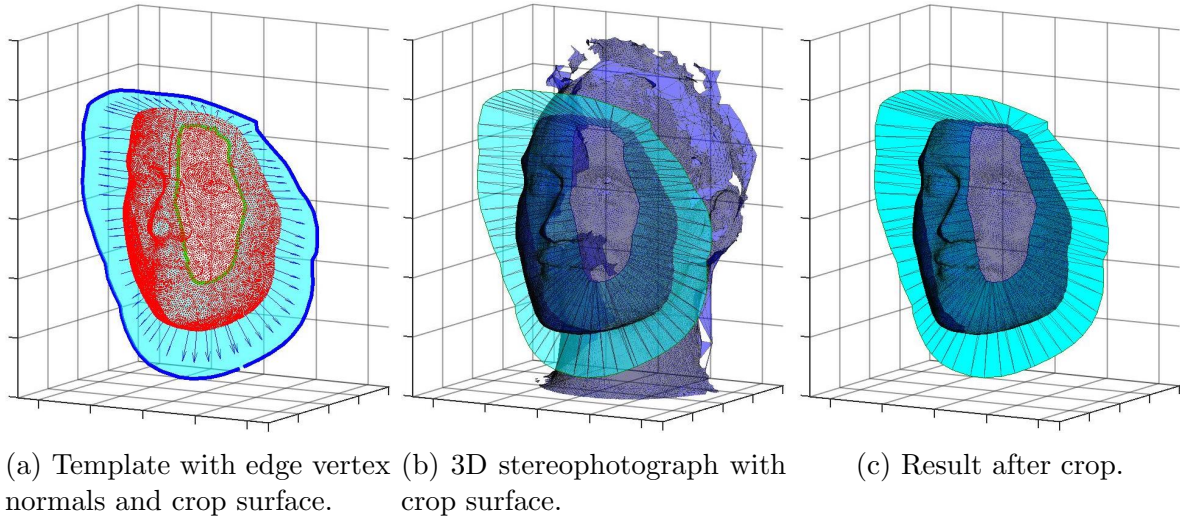 (a) Template with edge vertex
normals and crop surface.
(b) 3D stereophotograph with
crop surface.
(c) Result after crop.